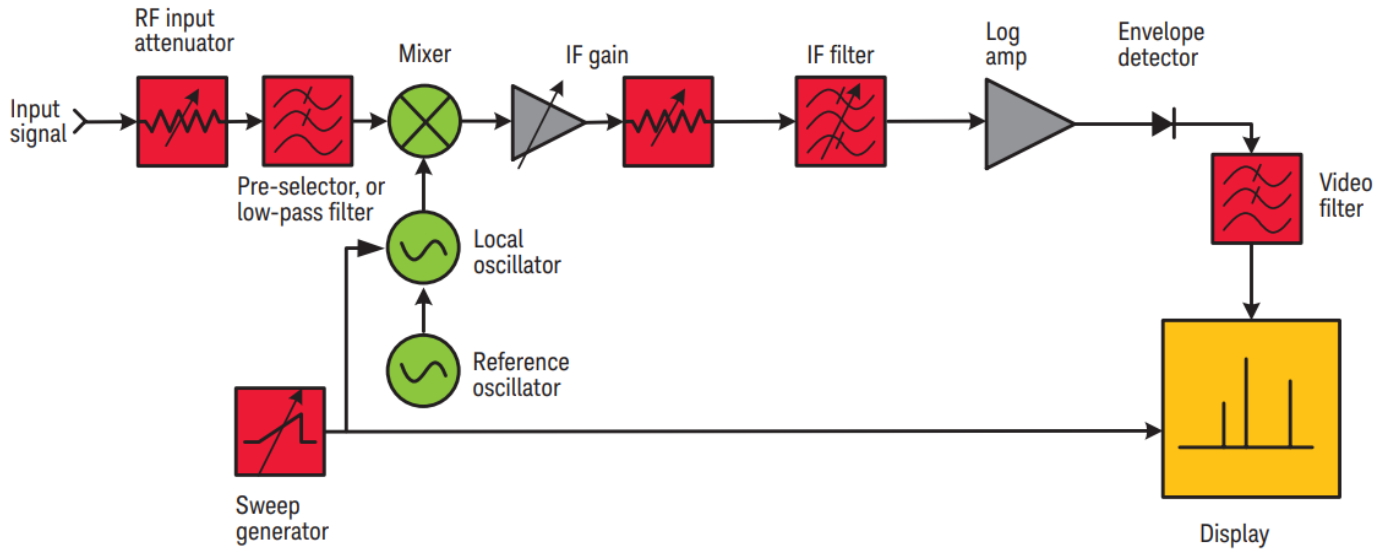 RF input
attenuator
Mixer
IF gain
IF filter
Log
amp
Envelope
detector
Input
signal
Pre-selector, or
low-pass filter
Video
filter
Local
oscillator
Reference
oscillator
Sweep
generator
Display